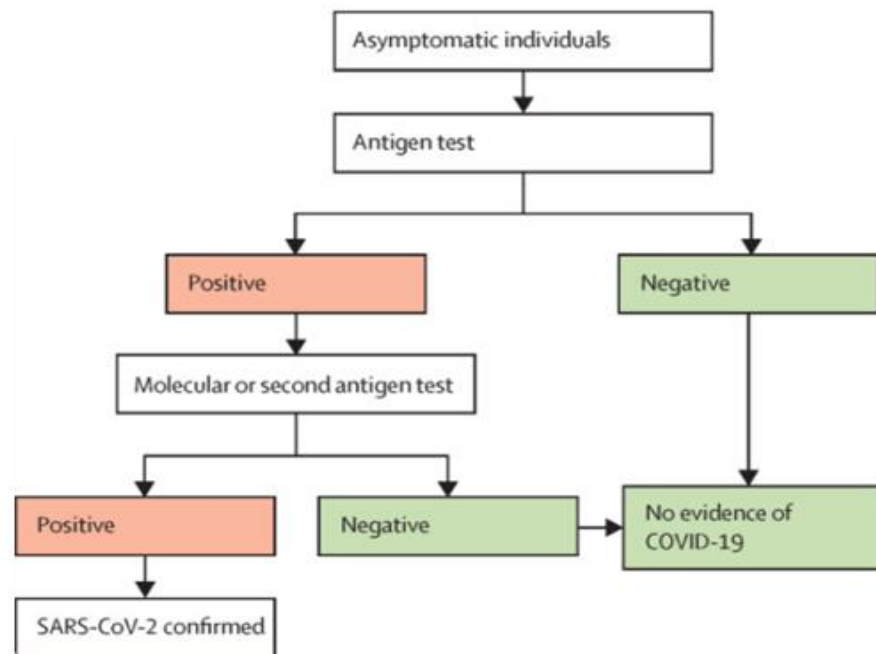 Asymptomatic individuals
Antigen test
Positive
Negative
Molecular or second antigen test
Positive
Negative
No evidence of
COVID-19
SARS-CoV-2 confirmed